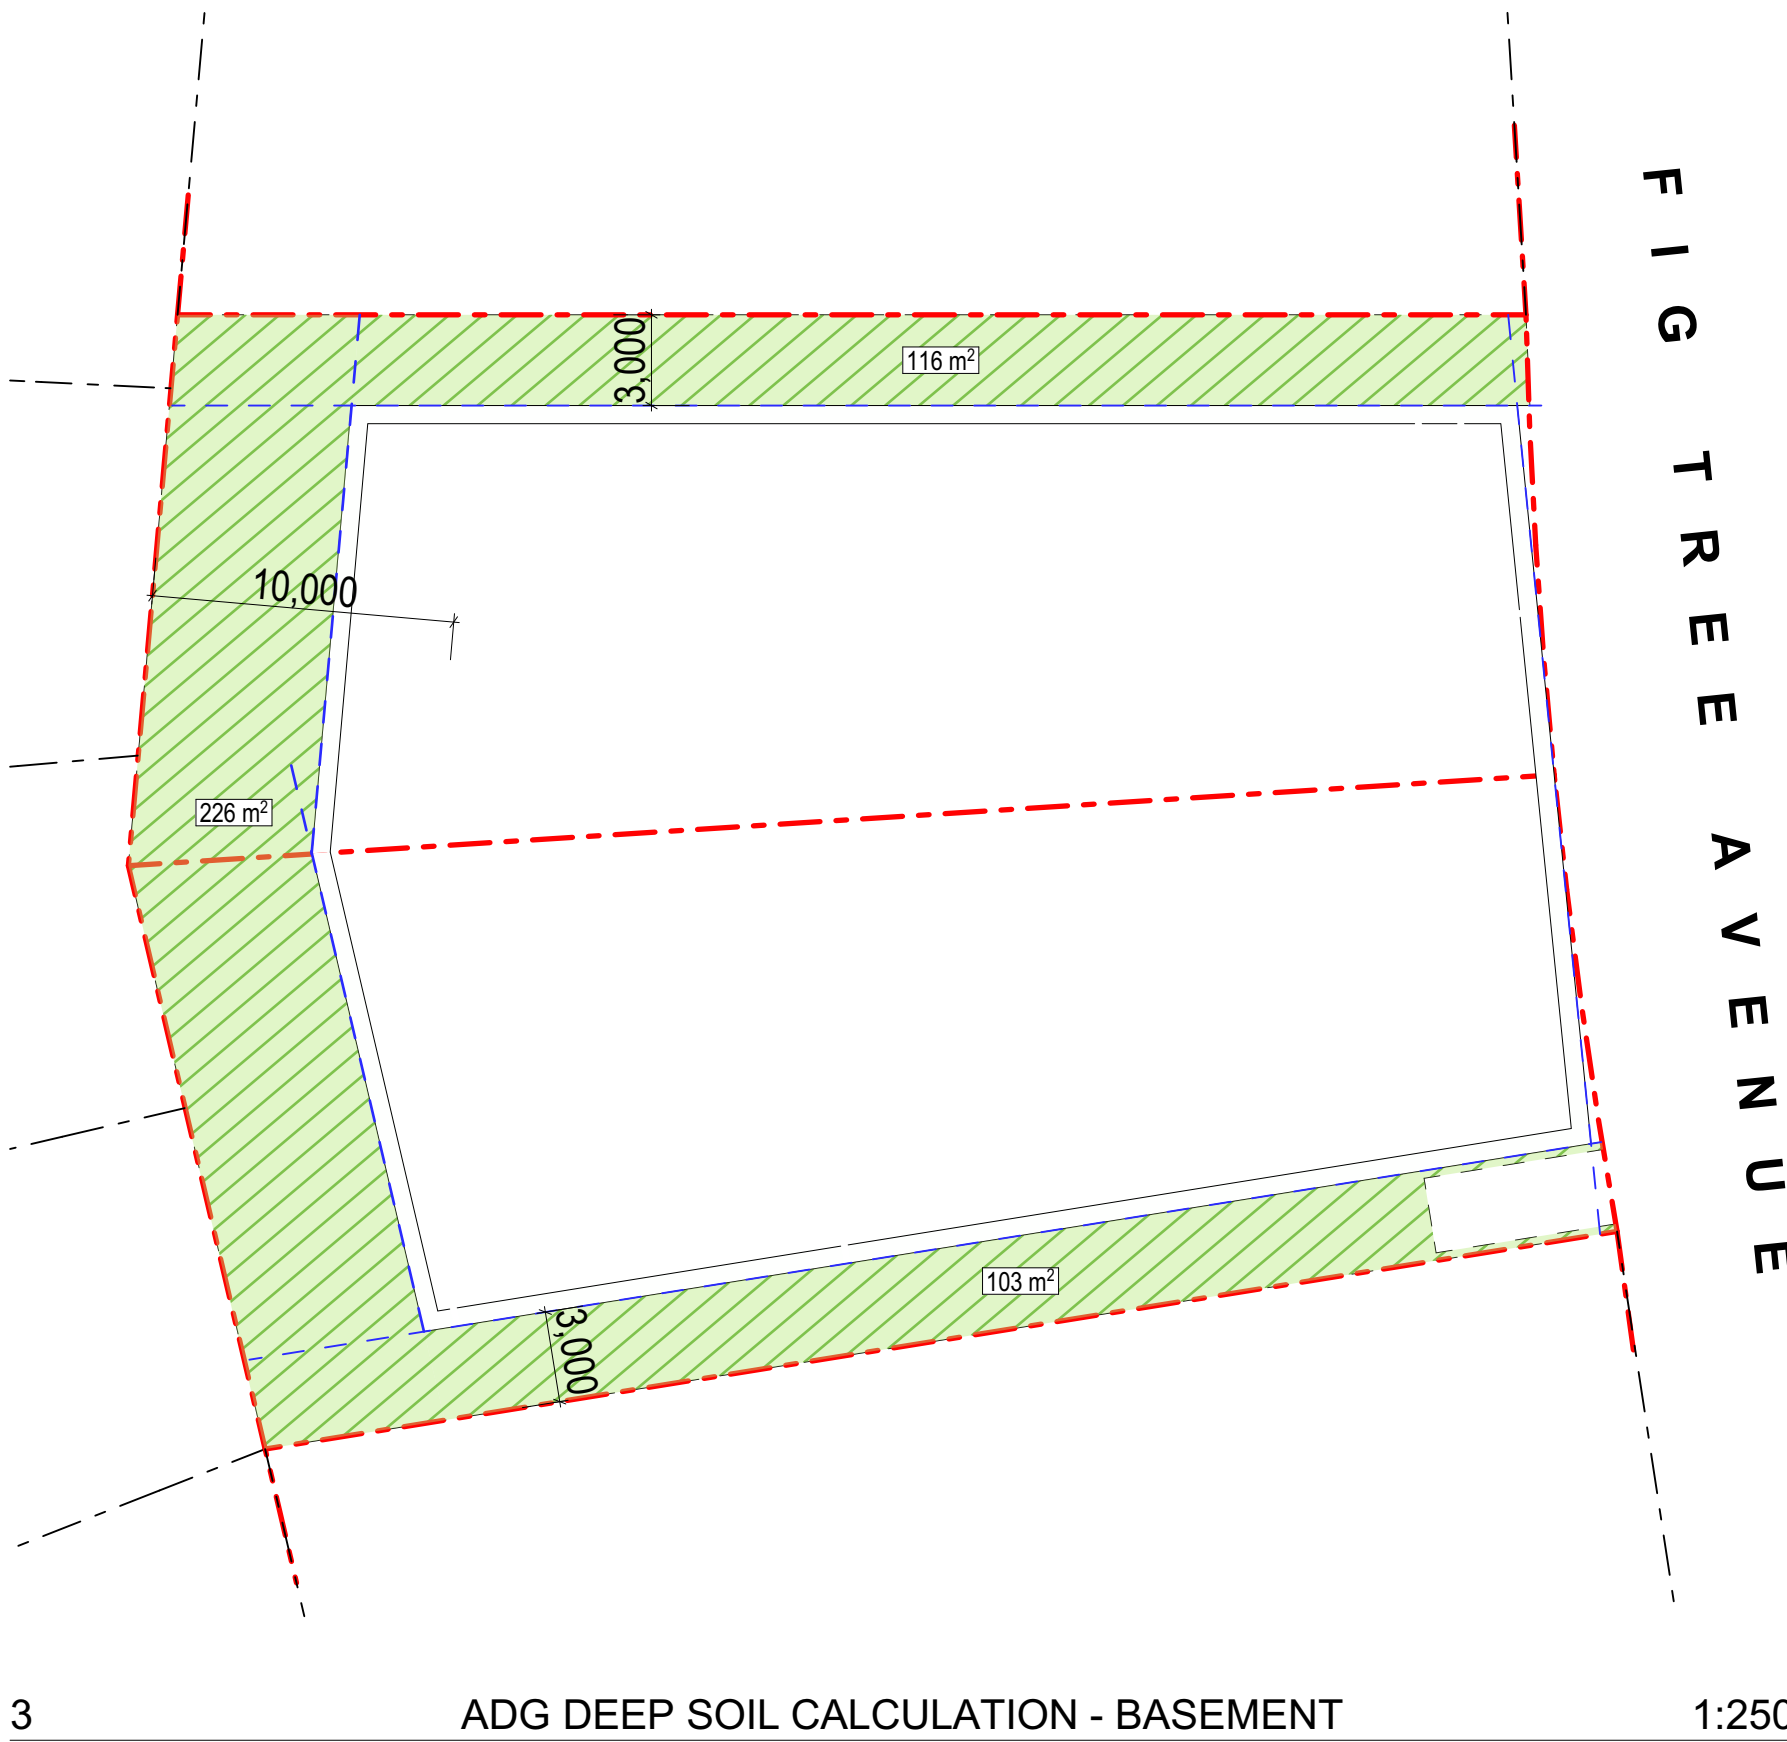 FIG TREE AVENUE
3,000
116 m²
10,000
226 m²
103 m²
3,000
3 ADG DEEP SOIL CALCULATION - BASEMENT 1:250